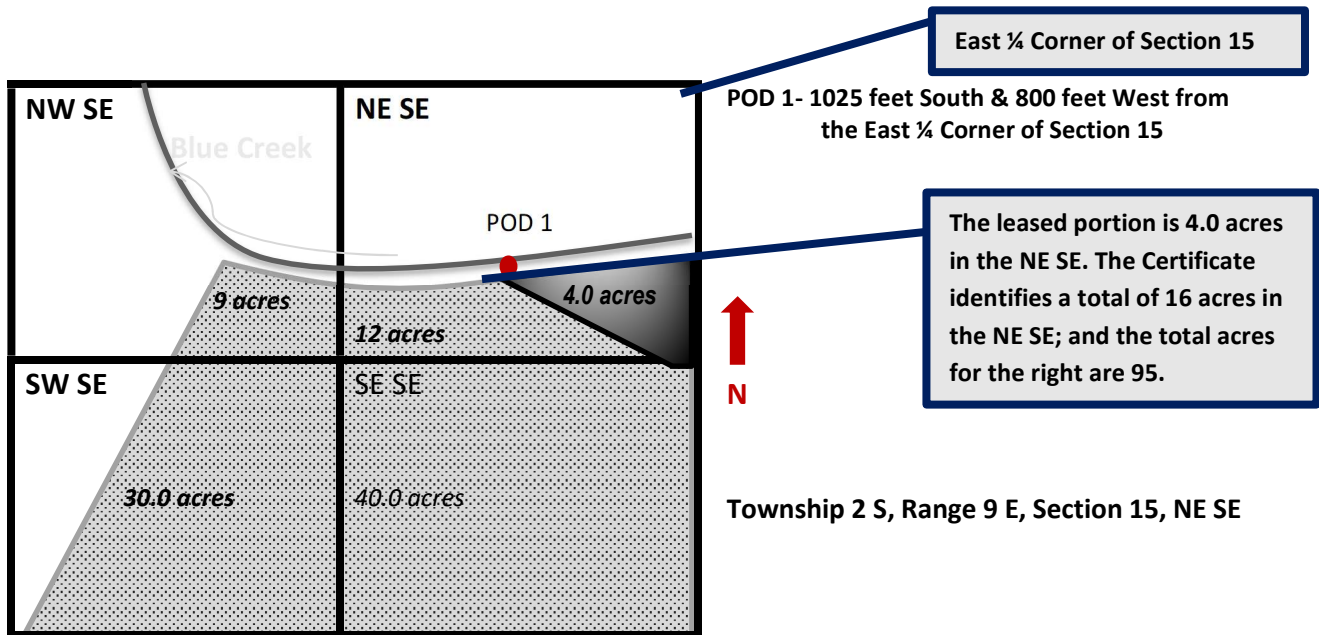 East ¼ Corner of Section 15
NW SE
NE SE
POD 1- 1025 feet South & 800 feet West from
the East ¼ Corner of Section 15
Blue Creek
POD 1
The leased portion is 4.0 acres
in the NE SE. The Certificate
identifies a total of 16 acres in
the NE SE; and the total acres
for the right are 95.
9 acres
4.0 acres
12 acres
N
SW SE
SE SE
30.0 acres
40.0 acres
Township 2 S, Range 9 E, Section 15, NE SE